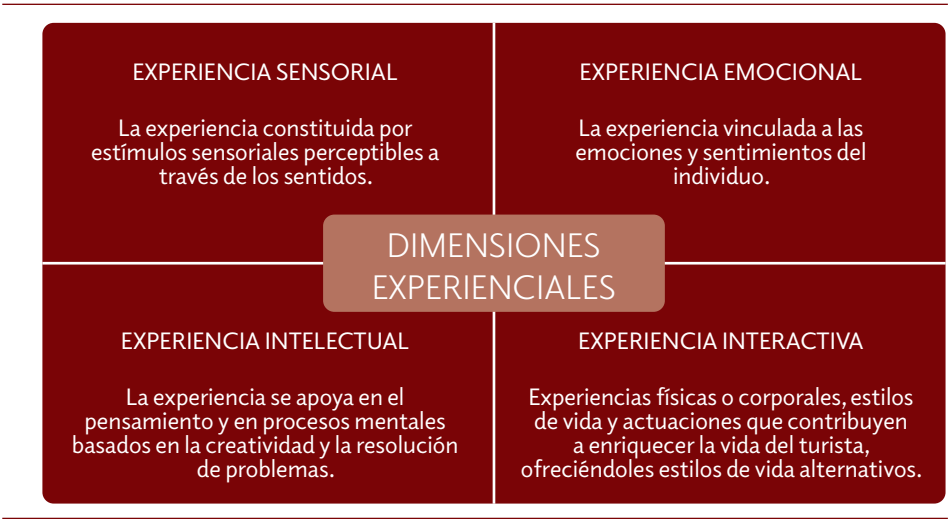 EXPERIENCIA SENSORIAL
La experiencia constituida por
estímulos sensoriales perceptibles a
través de los sentidos.
EXPERIENCIA EMOCIONAL
La experiencia vinculada a las
emociones y sentimientos del
individuo.
DIMENSIONES
EXPERIENCIALES
EXPERIENCIA INTELECTUAL
La experiencia se apoya en el
pensamiento y en procesos mentales
basados en la creatividad y la resolución
de problemas.
EXPERIENCIA INTERACTIVA
Experiencias físicas o corporales, estilos
de vida y actuaciones que contribuyen
a enriquecer la vida del turista,
ofreciéndoles estilos de vida alternativos.